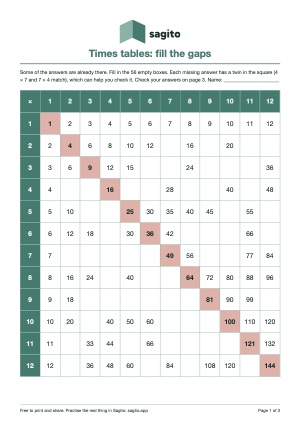 sagito
Times tables: fill the gaps
Some of the answers are already there. Fill in the 56 empty boxes. Each missing answer has a twin in the square (4
× 7 and 7 × 4 match), which can help you check it. Check your answers on page 3. Name:
× 1 2 3 4 5 6 7 8 9 10 11 12
1 1 2 3 4 5 6 7 8 9 10 11 12
2 2 4 6 8 10 12 16 20
3 3 6 9 12 15 24 36
4 4 16 28 40 48
5 5 10 25 30 35 40 45 55
6 6 12 18 30 36 42 66
7 7 49 56 77 84
8 8 16 24 40 64 72 80 88 96
9 9 18 81 90 99
10 10 20 40 50 60 100 110 120
11 11 33 44 66 121 132
12 12 36 48 60 84 108 120 144
Free to print and share. Practise the real thing in Sagito: sagito.app
Page 1 of 3